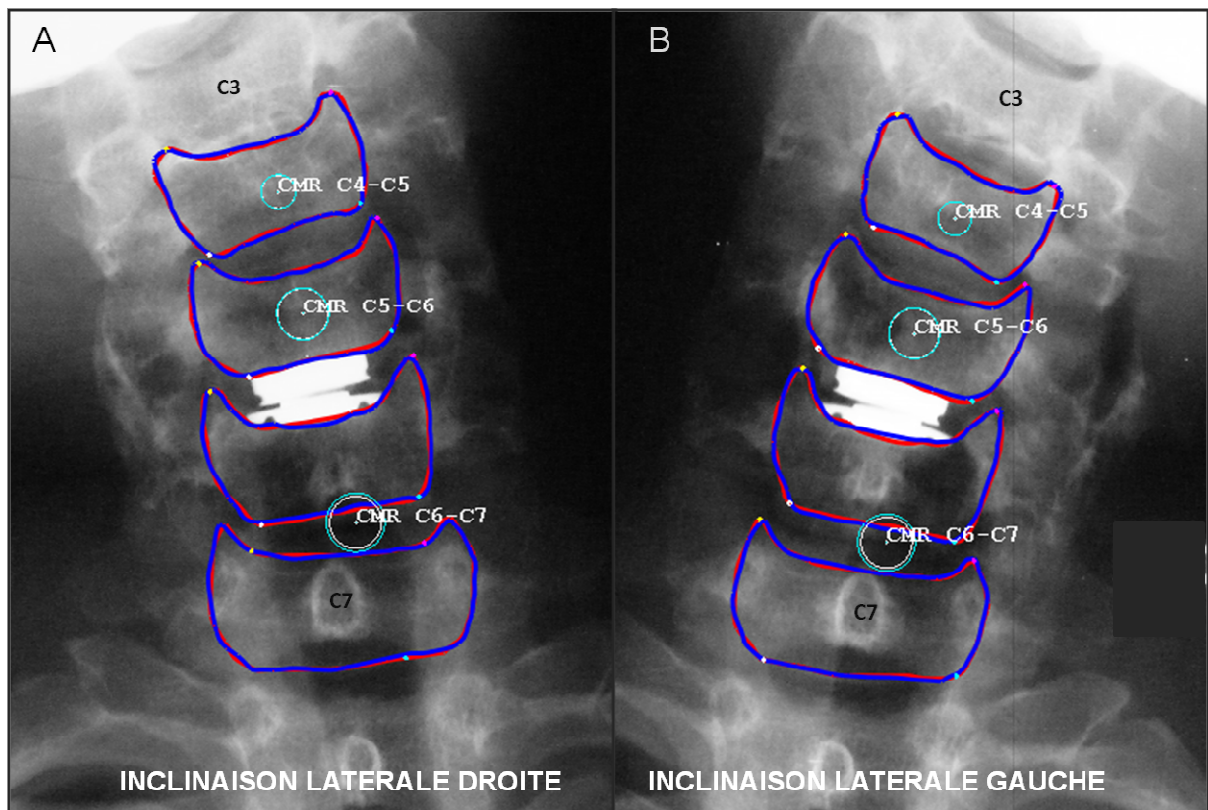 A
C3
CMR C4-C5
CMR C5-C6
CMR C6-C7
C7
INCLINAISON LATERALE DROITE
B
C3
CMR C4-C5
CMR C5-C6
CMR C6-C7
C7
INCLINAISON LATERALE GAUCHE